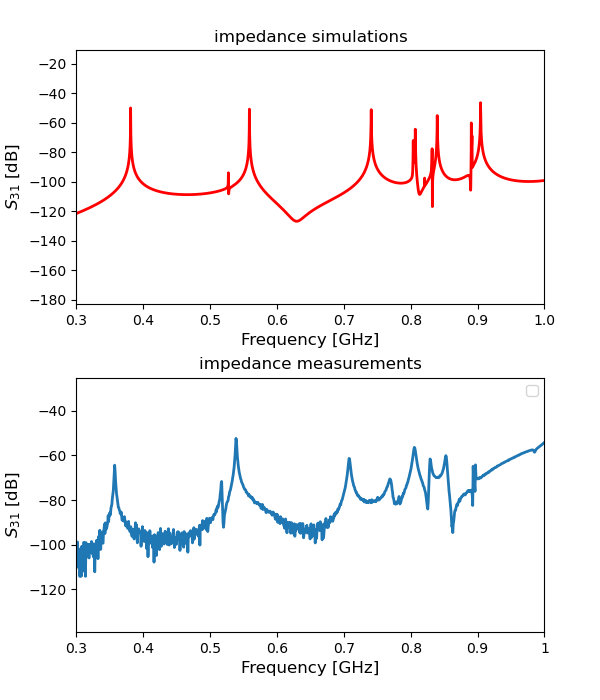 impedance simulations
−20
−40
−60
−80
−100
−120
−140
−160
−180
S₃₁ [dB]
0.3 0.4 0.5 0.6 0.7 0.8 0.9 1.0
Frequency [GHz]
impedance measurements
−40
−60
−80
−100
−120
S₃₁ [dB]
0.3 0.4 0.5 0.6 0.7 0.8 0.9 1
Frequency [GHz]